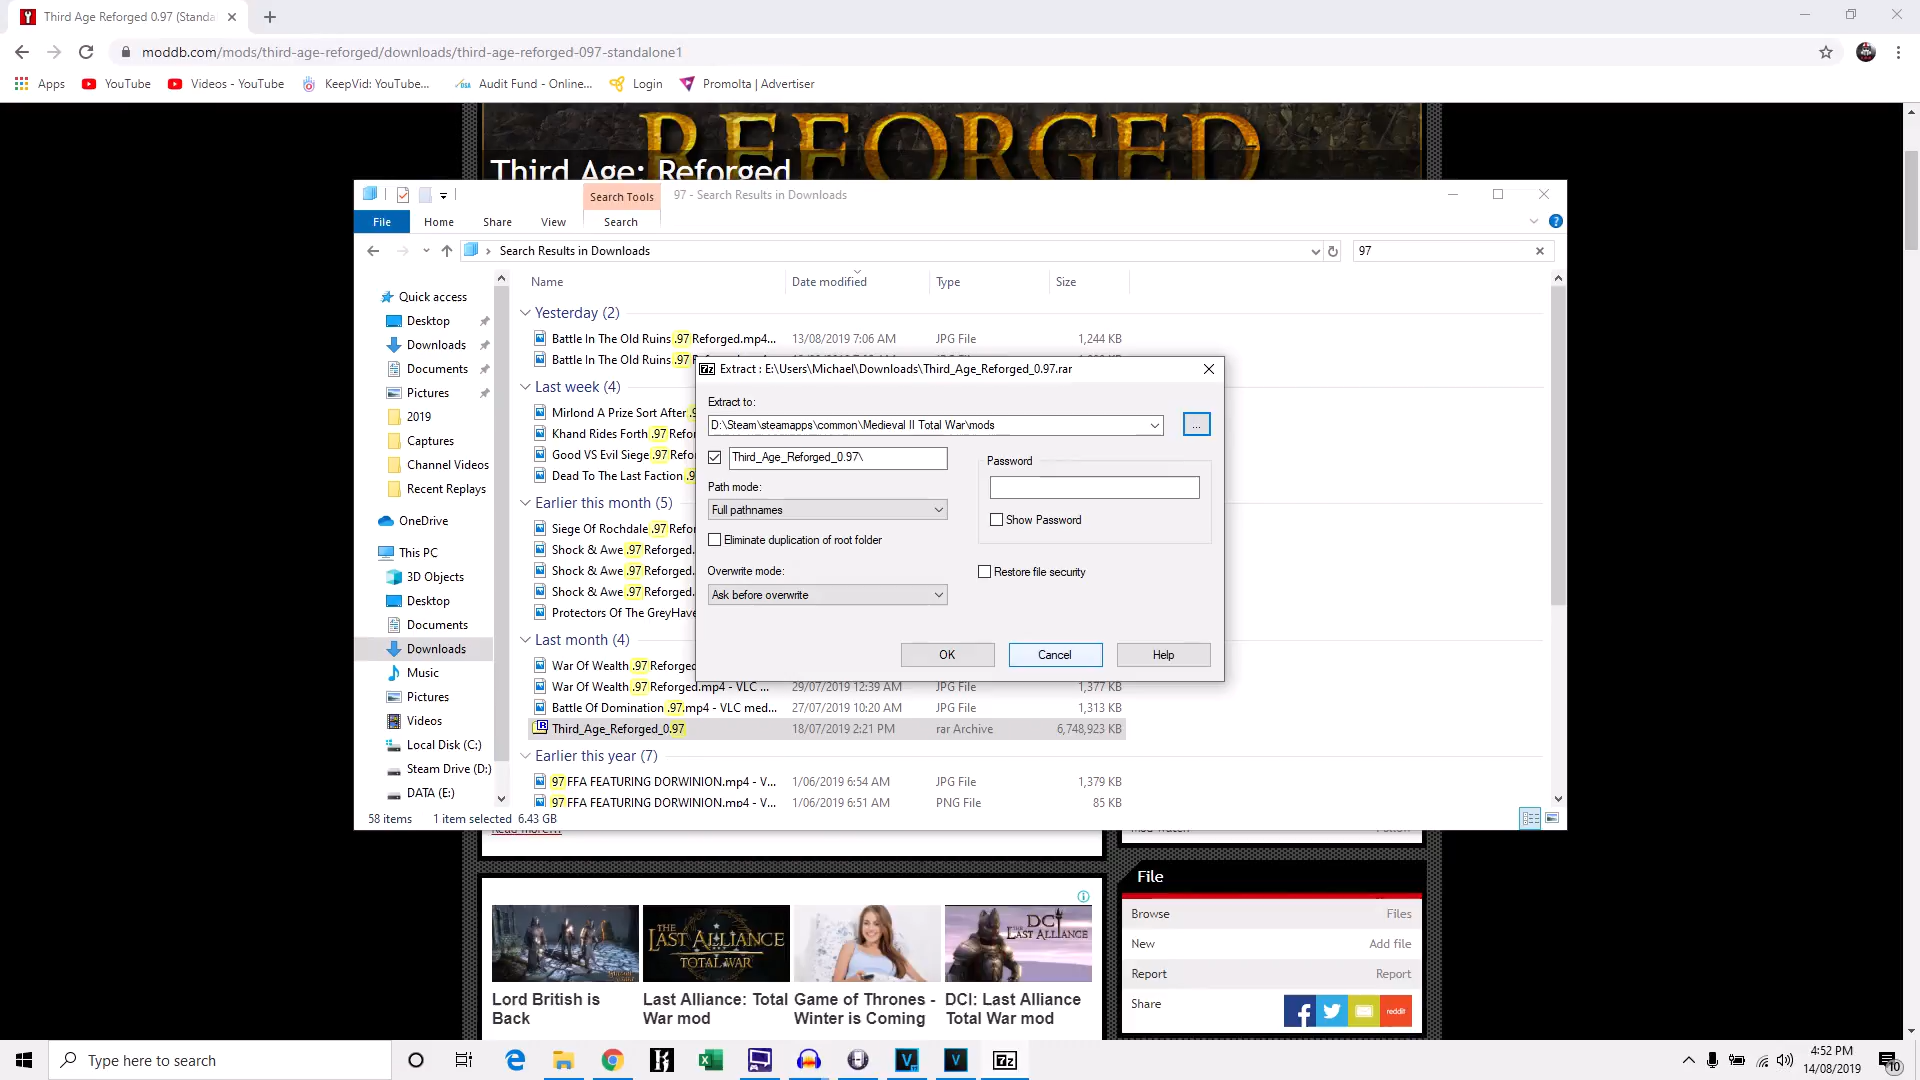 Third Age Reforged 0.97 (Standa
moddb.com/mods/third-age-reforged/downloads/third-age-reforged-097-standalone1
Apps YouTube Videos - YouTube KeepVid: YouTube... Audit Fund - Online... Login Promolta | Advertiser
REFORGED
Third Age: Reforged
Search Tools 97 - Search Results in Downloads
File Home Share View Search
Search Results in Downloads 97
Name Date modified Type Size
Quick access
Desktop
Downloads
Documents
Pictures
2019
Captures
Channel Videos
Recent Replays
OneDrive
This PC
3D Objects
Desktop
Documents
Downloads
Music
Pictures
Videos
Local Disk (C:)
Steam Drive (D:)
DATA (E:)
Yesterday (2)
Battle In The Old Ruins .97 Reforged.mp4... 13/08/2019 7:06 AM JPG File 1,244 KB
Battle In The Old Ruins .97
Last week (4)
Mirlond A Prize Sort After
Khand Rides Forth .97 Refor
Good VS Evil Siege .97 Refor
Dead To The Last Faction
Earlier this month (5)
Siege Of Rochdale .97 Refor
Shock & Awe .97 Reforged.
Shock & Awe .97 Reforged.
Shock & Awe .97 Reforged.
Protectors Of The GreyHave
Last month (4)
War Of Wealth .97 Reforged
War Of Wealth .97 Reforged.mp4 - VLC ... 29/07/2019 12:39 AM JPG File 1,377 KB
Battle Of Domination .97.mp4 - VLC med... 27/07/2019 10:20 AM JPG File 1,313 KB
Third_Age_Reforged_0.97 18/07/2019 2:21 PM rar Archive 6,748,923 KB
Earlier this year (7)
97 FFA FEATURING DORWINION.mp4 - V... 1/06/2019 6:54 AM JPG File 1,379 KB
97 FFA FEATURING DORWINION.mp4 - V... 1/06/2019 6:51 AM PNG File 85 KB
58 items 1 item selected 6.43 GB
7z Extract : E:\Users\Michael\Downloads\Third_Age_Reforged_0.97.rar
Extract to:
D:\Steam\steamapps\common\Medieval II Total War\mods ...
Third_Age_Reforged_0.97\
Password
Path mode:
Full pathnames
Show Password
Eliminate duplication of root folder
Overwrite mode:
Restore file security
Ask before overwrite
OK Cancel Help
File
Browse Files
New Add file
Report Report
Share reddit
THE LAST ALLIANCE TOTAL WAR
DCI LAST ALLIANCE
Lord British is Back
Last Alliance: Total War mod
Game of Thrones - Winter is Coming
DCI: Last Alliance Total War mod
Type here to search
7z
4:52 PM
14/08/2019
10